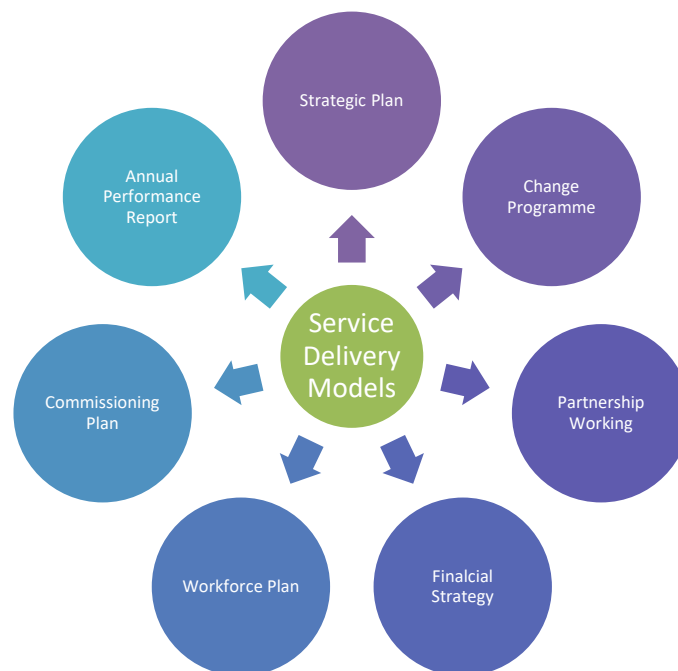 Strategic Plan
Change
Programme
Partnership
Working
Finalcial
Strategy
Workforce Plan
Commissioning
Plan
Annual
Performance
Report
Service
Delivery
Models